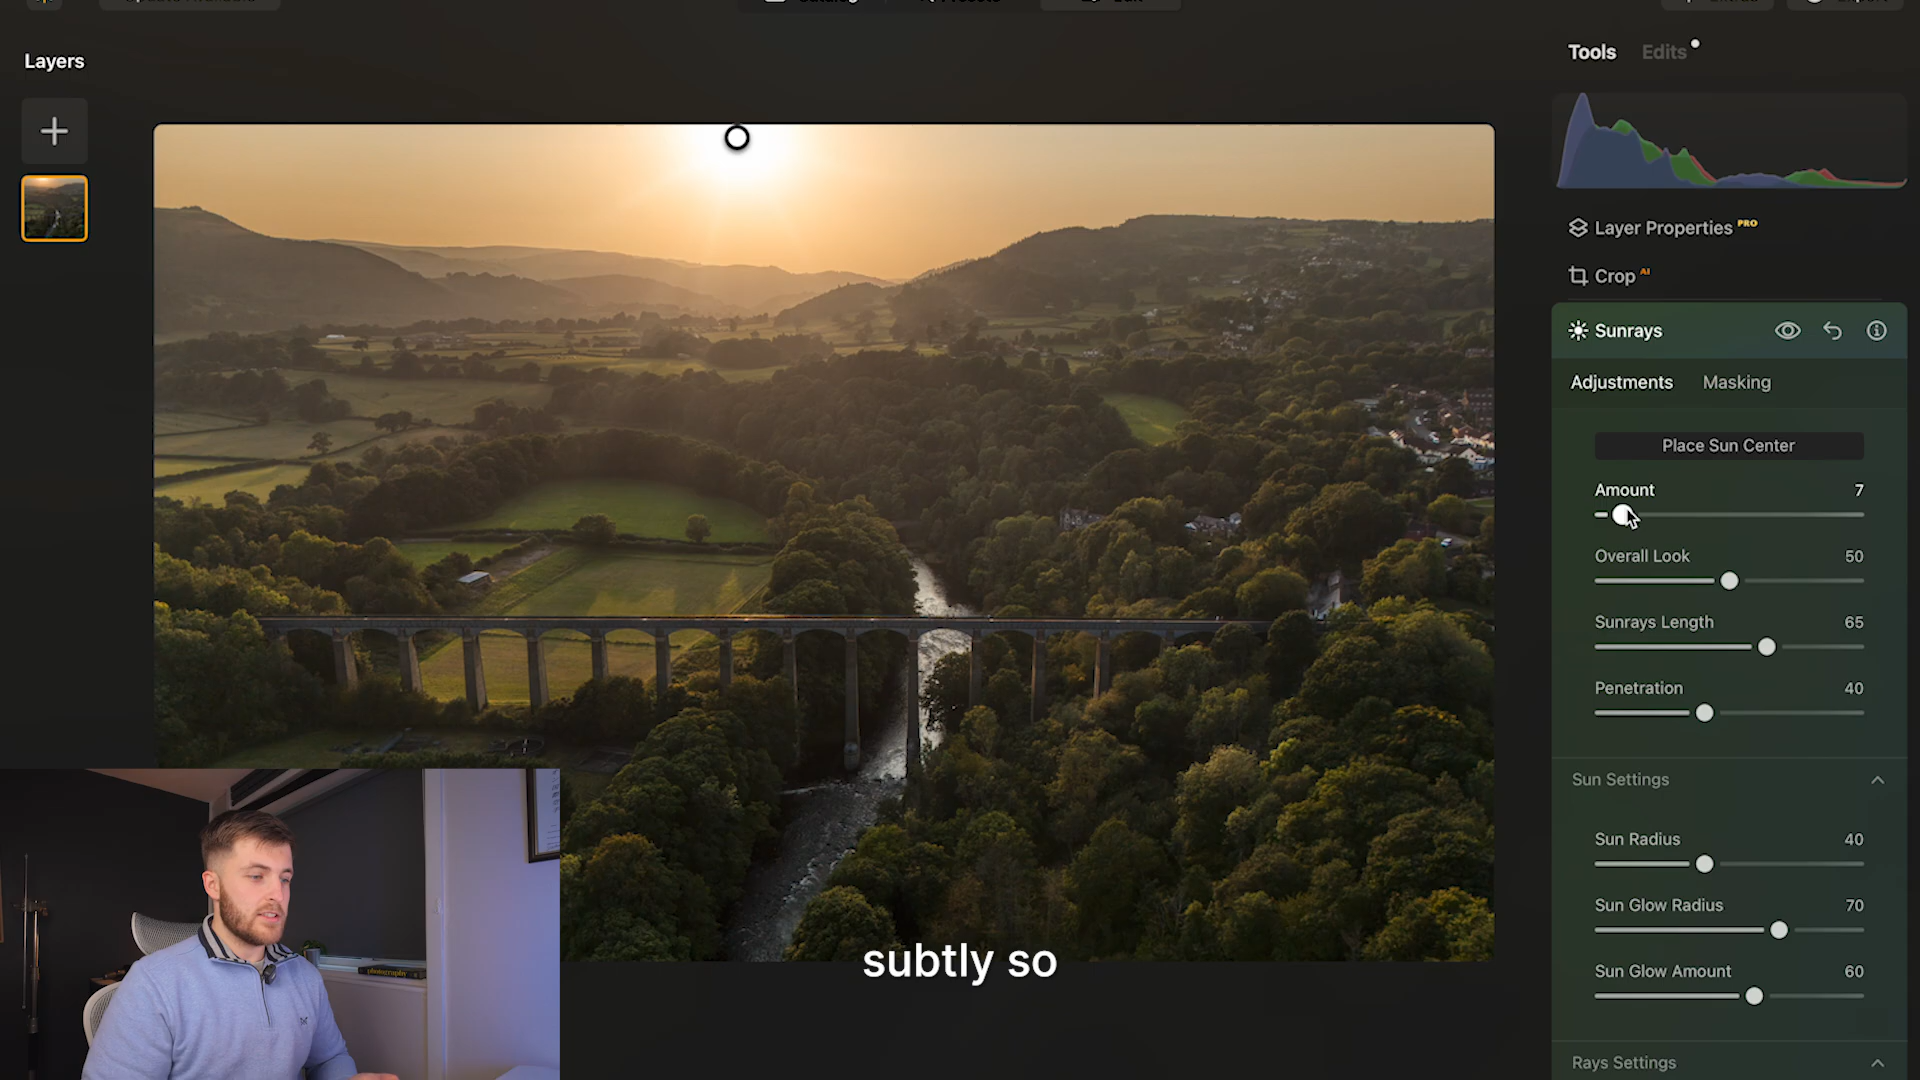 Layers
Tools Edits
Layer Properties PRO
Crop AI
Sunrays
Adjustments Masking
Place Sun Center
Amount 7
Overall Look 50
Sunrays Length 65
Penetration 40
Sun Settings
Sun Radius 40
Sun Glow Radius 70
Sun Glow Amount 60
Rays Settings
photography
subtly so